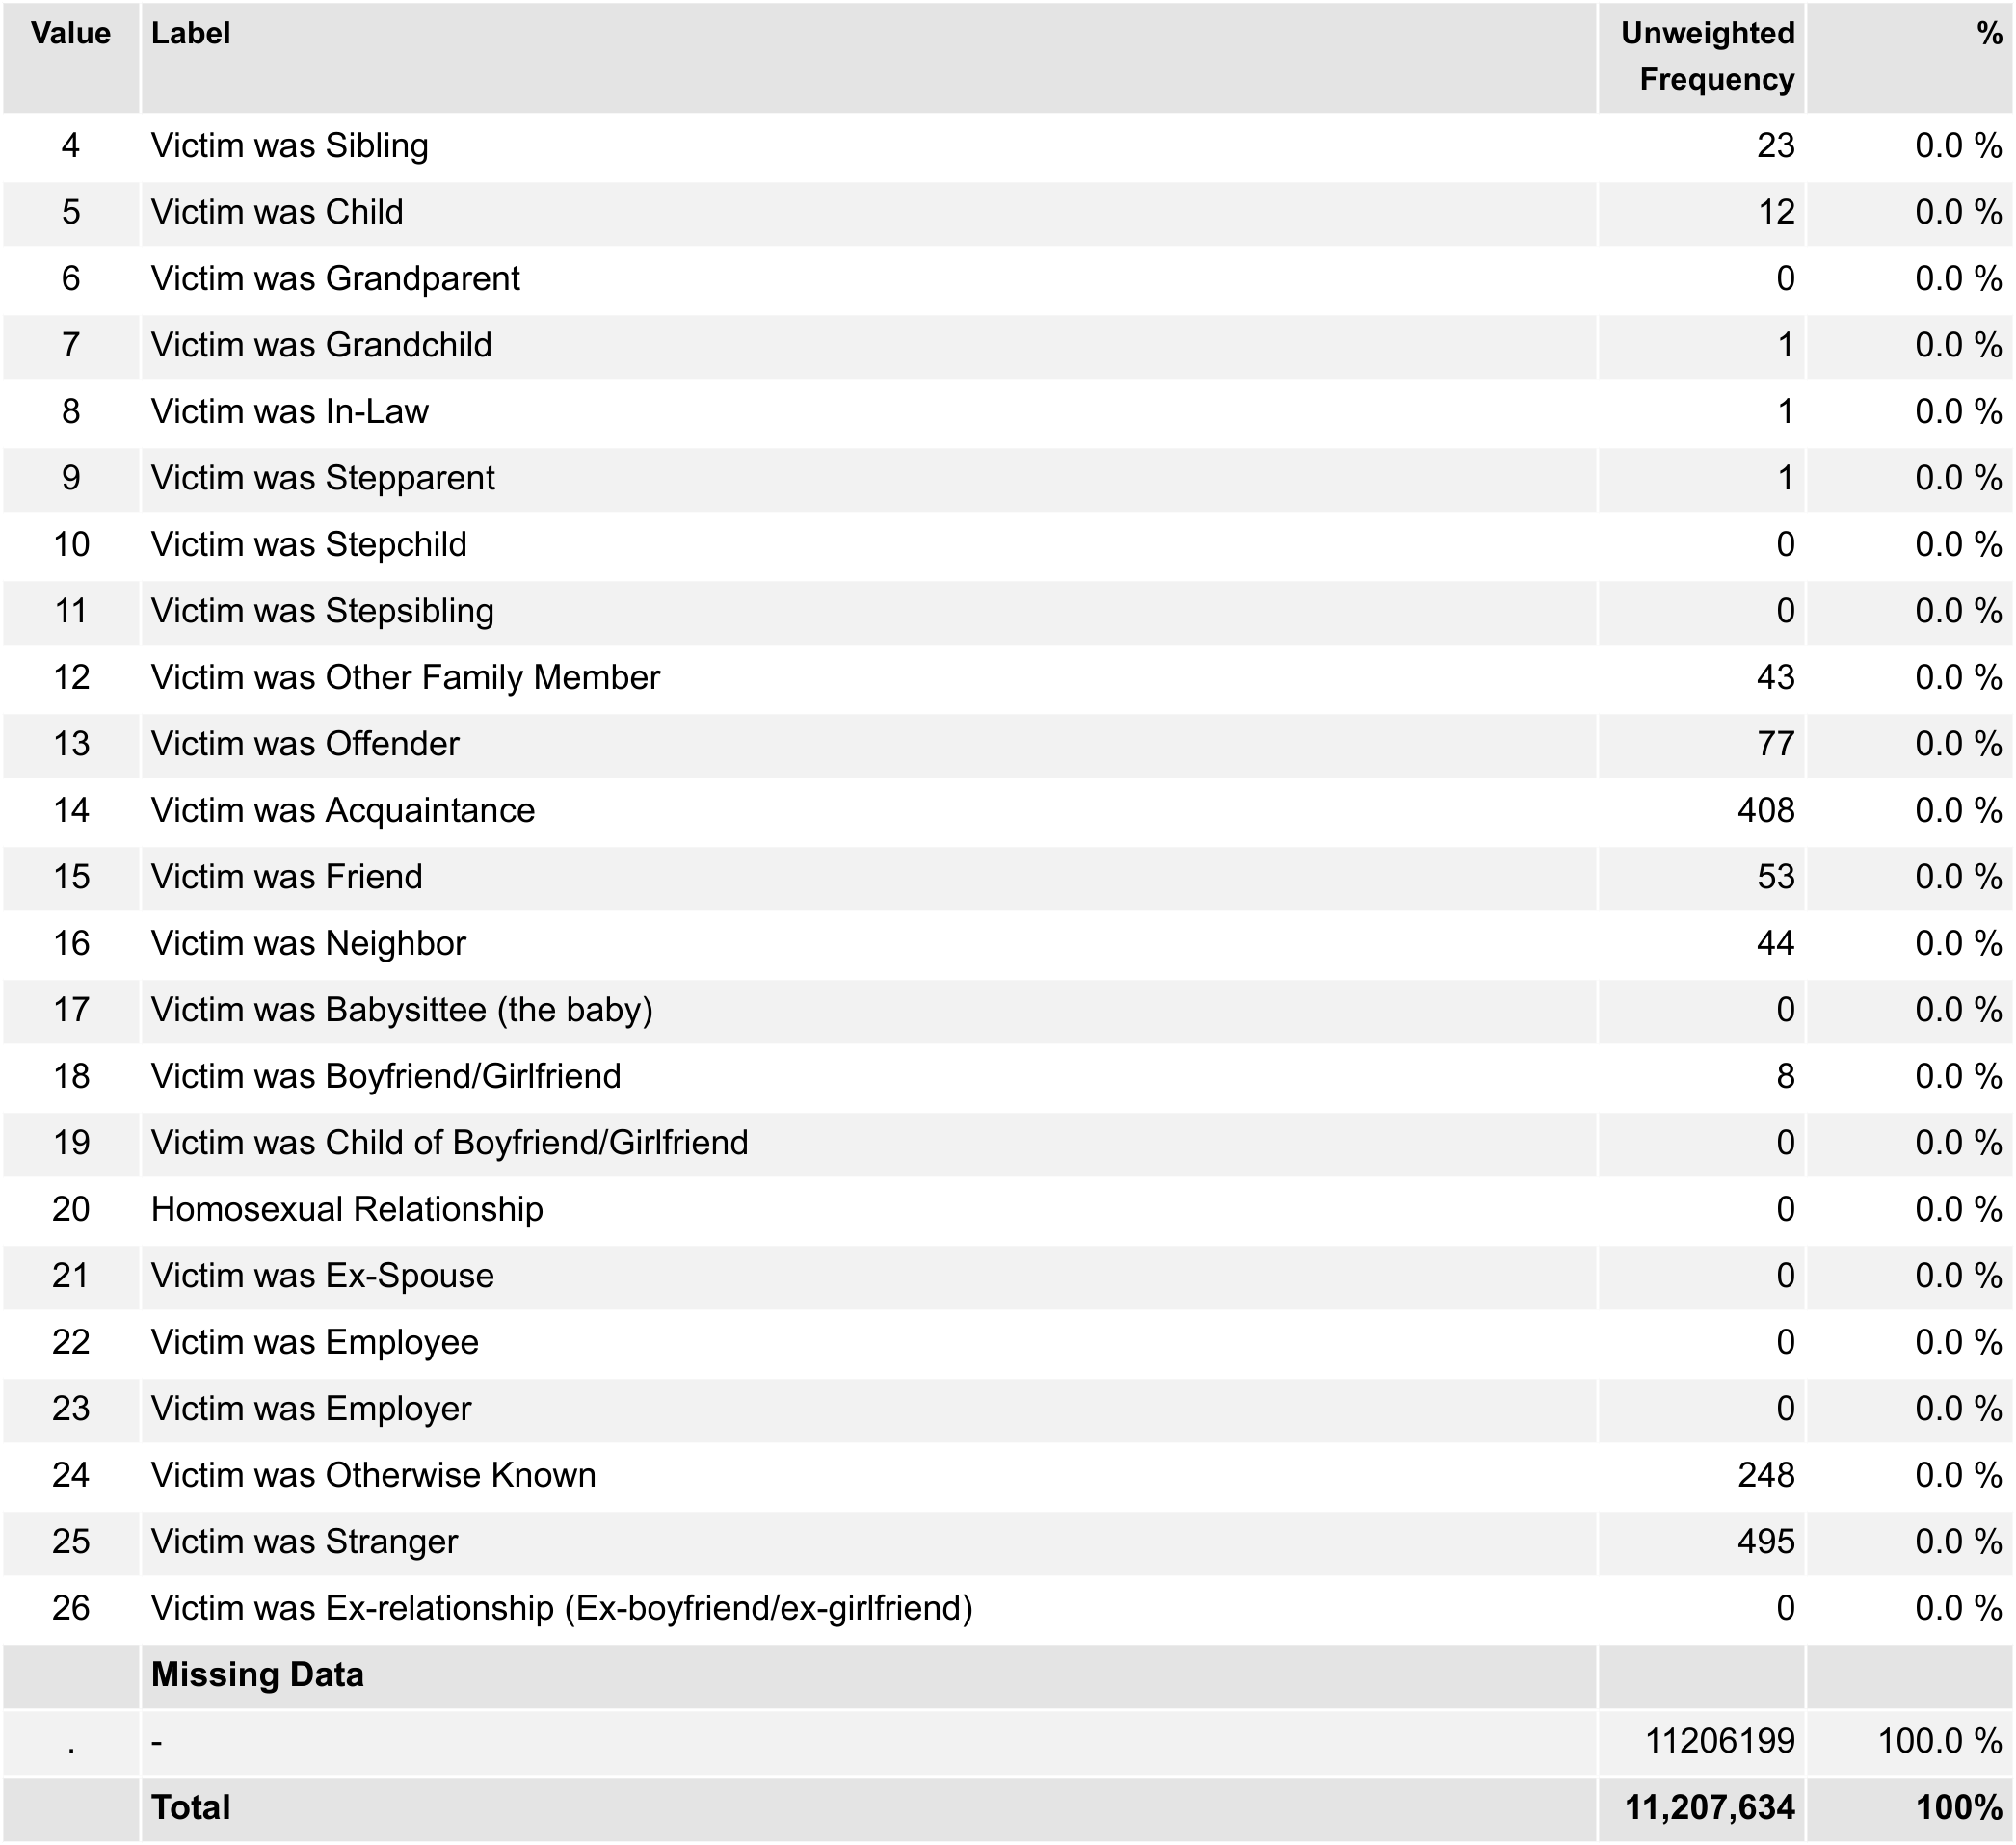 Value Label Unweighted Frequency %
4 Victim was Sibling 23 0.0 %
5 Victim was Child 12 0.0 %
6 Victim was Grandparent 0 0.0 %
7 Victim was Grandchild 1 0.0 %
8 Victim was In-Law 1 0.0 %
9 Victim was Stepparent 1 0.0 %
10 Victim was Stepchild 0 0.0 %
11 Victim was Stepsibling 0 0.0 %
12 Victim was Other Family Member 43 0.0 %
13 Victim was Offender 77 0.0 %
14 Victim was Acquaintance 408 0.0 %
15 Victim was Friend 53 0.0 %
16 Victim was Neighbor 44 0.0 %
17 Victim was Babysittee (the baby) 0 0.0 %
18 Victim was Boyfriend/Girlfriend 8 0.0 %
19 Victim was Child of Boyfriend/Girlfriend 0 0.0 %
20 Homosexual Relationship 0 0.0 %
21 Victim was Ex-Spouse 0 0.0 %
22 Victim was Employee 0 0.0 %
23 Victim was Employer 0 0.0 %
24 Victim was Otherwise Known 248 0.0 %
25 Victim was Stranger 495 0.0 %
26 Victim was Ex-relationship (Ex-boyfriend/ex-girlfriend) 0 0.0 %
Missing Data
. - 11206199 100.0 %
Total 11,207,634 100%